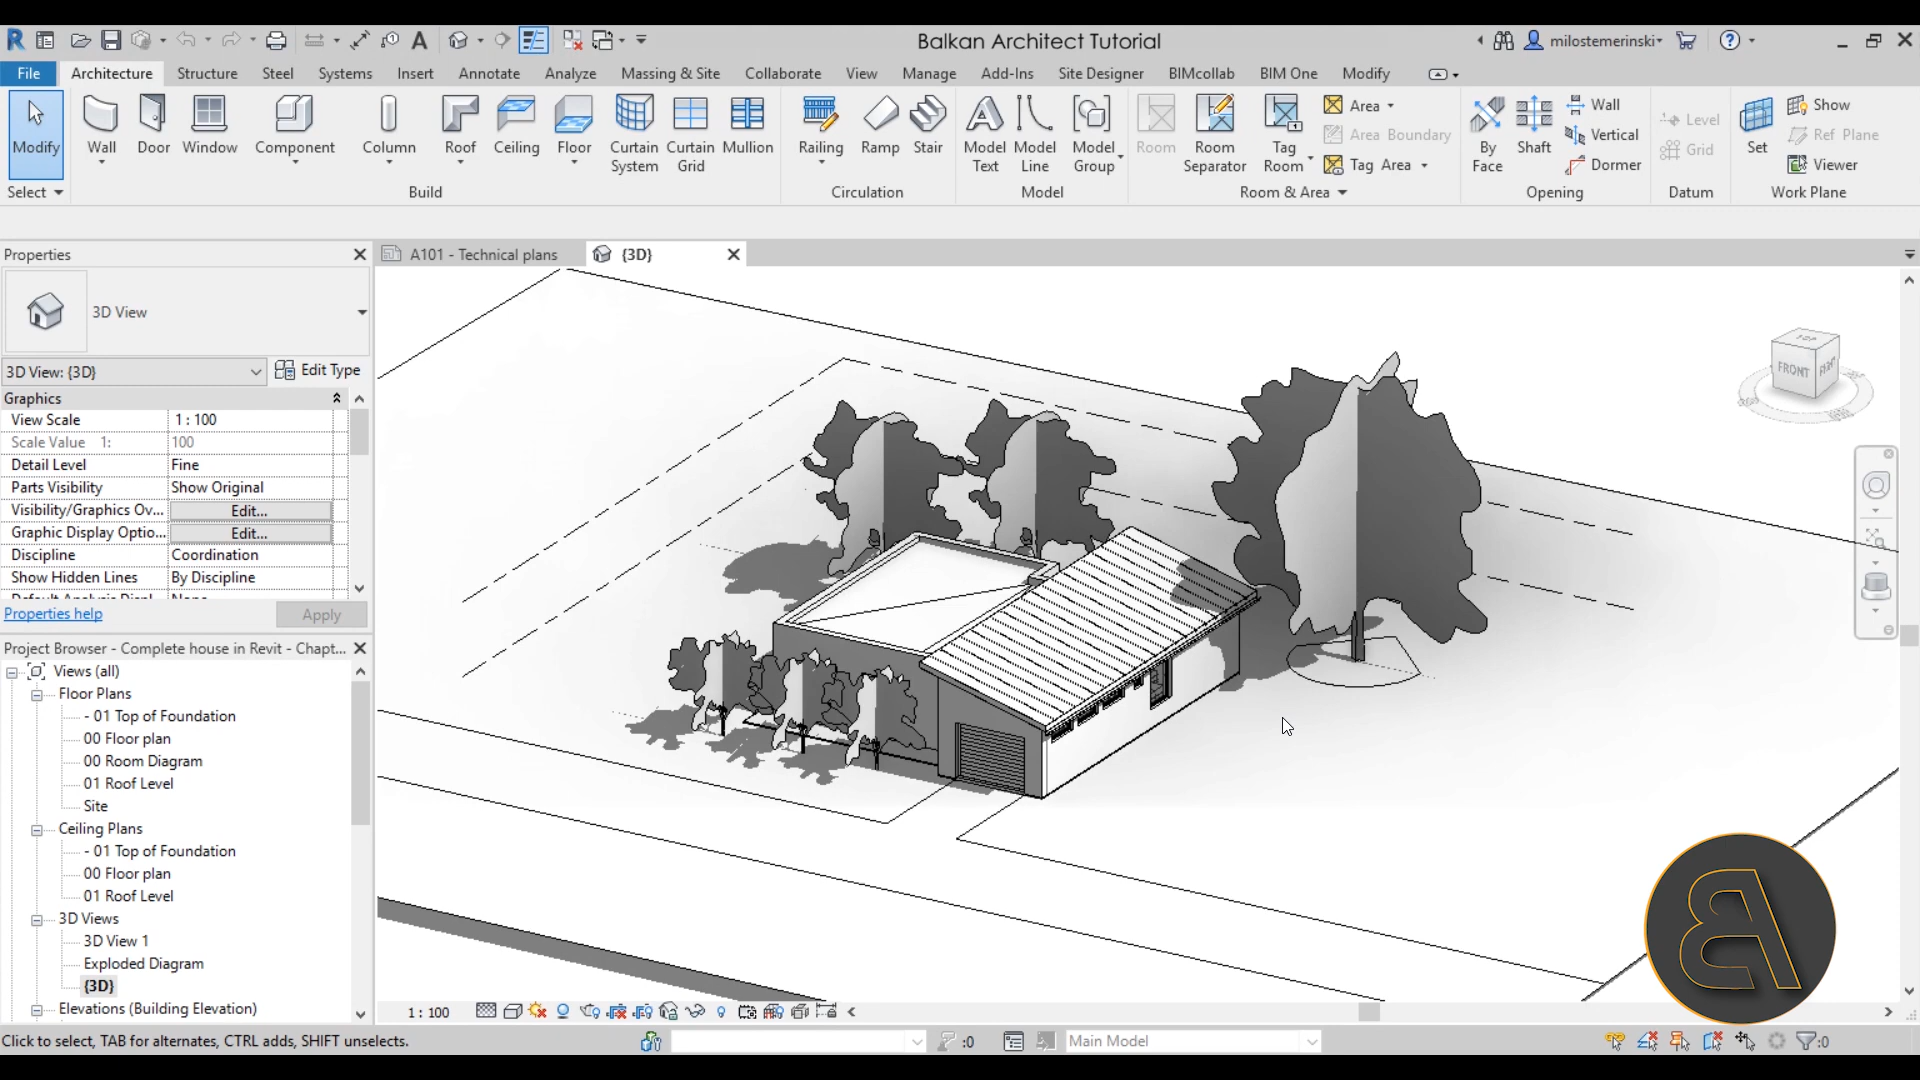 Balkan Architect Tutorial
milostemerinski
File Architecture Structure Steel Systems Insert Annotate Analyze Massing & Site Collaborate View Manage Add-Ins Site Designer BIMcollab BIM One Modify
Modify
Select
Wall Door Window Component Column Roof Ceiling Floor Curtain System Curtain Grid Mullion
Build
Railing Ramp Stair
Circulation
Model Text Model Line Model Group
Model
Room Room Separator Tag Room
Area
Area Boundary
Tag Area
Room & Area
By Face Shaft
Wall
Vertical
Dormer
Opening
Level
Grid
Datum
Set
Show
Ref Plane
Viewer
Work Plane
Properties
A101 - Technical plans
{3D}
3D View
3D View: {3D}
Edit Type
Graphics
View Scale 1 : 100
Scale Value 1: 100
Detail Level Fine
Parts Visibility Show Original
Visibility/Graphics Ov... Edit...
Graphic Display Optio... Edit...
Discipline Coordination
Show Hidden Lines By Discipline
Properties help
Apply
Project Browser - Complete house in Revit - Chapt...
Views (all)
Floor Plans
- 01 Top of Foundation
00 Floor plan
00 Room Diagram
01 Roof Level
Site
Ceiling Plans
- 01 Top of Foundation
00 Floor plan
01 Roof Level
3D Views
3D View 1
Exploded Diagram
{3D}
Elevations (Building Elevation)
TOP
FRONT
1 : 100
Click to select, TAB for alternates, CTRL adds, SHIFT unselects.
:0
Main Model
:0